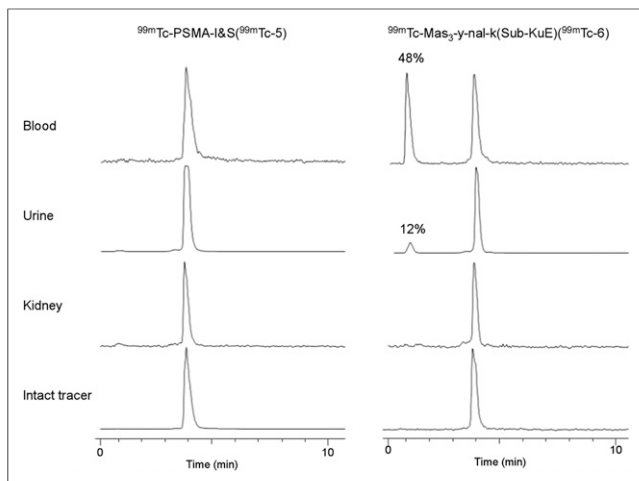 ⁹⁹ᵐTc-PSMA-I&S(⁹⁹ᵐTc-5)
⁹⁹ᵐTc-Mas₃-y-nal-k(Sub-KuE)(⁹⁹ᵐTc-6)
48%
Blood
Urine
12%
Kidney
Intact tracer
0 10
Time (min)
0 10
Time (min)